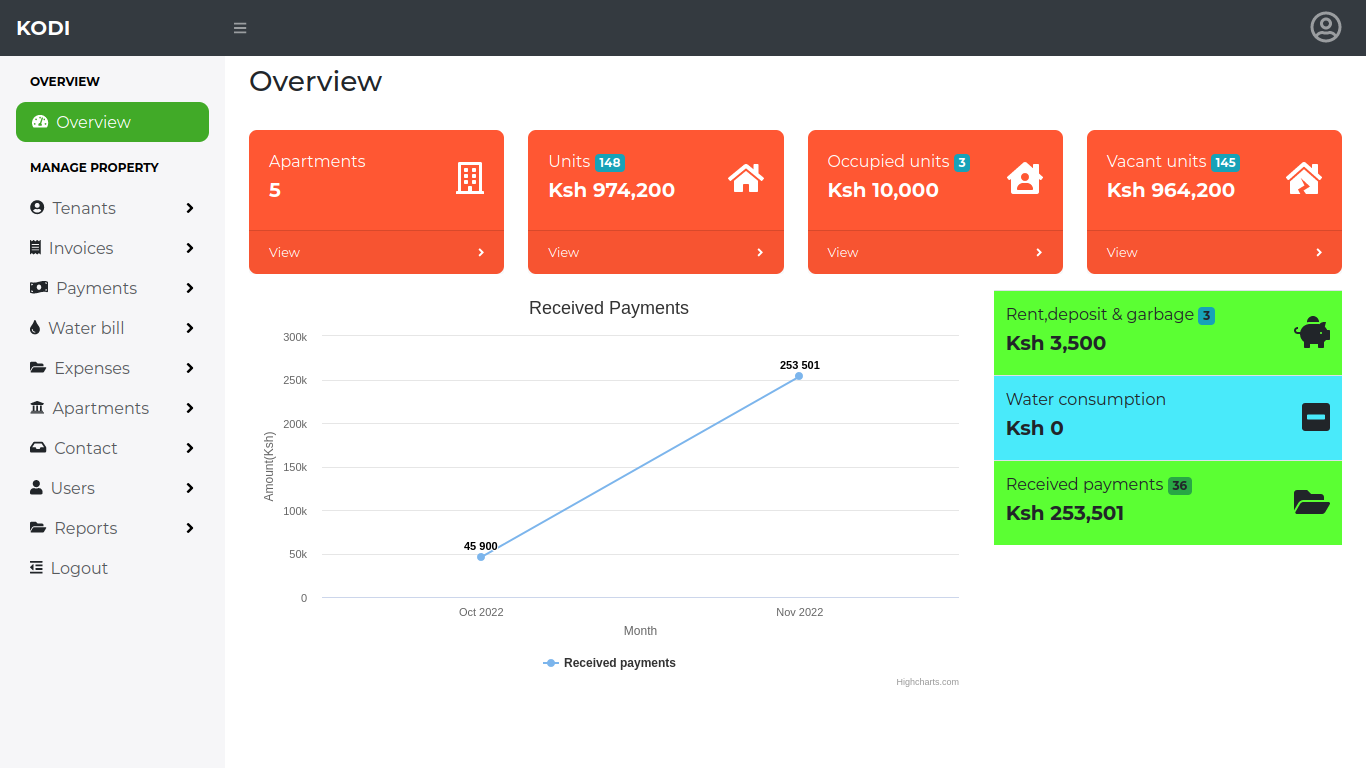 KODI
OVERVIEW
Overview
MANAGE PROPERTY
Tenants
Invoices
Payments
Water bill
Expenses
Apartments
Contact
Users
Reports
Logout
Overview
Apartments
5
View
Units 148
Ksh 974,200
View
Occupied units 3
Ksh 10,000
View
Vacant units 145
Ksh 964,200
View
Received Payments
Amount(Ksh)
300k
250k
200k
150k
100k
50k
0
45 900
253 501
Oct 2022
Nov 2022
Month
Received payments
Highcharts.com
Rent,deposit & garbage 3
Ksh 3,500
Water consumption
Ksh 0
Received payments 36
Ksh 253,501